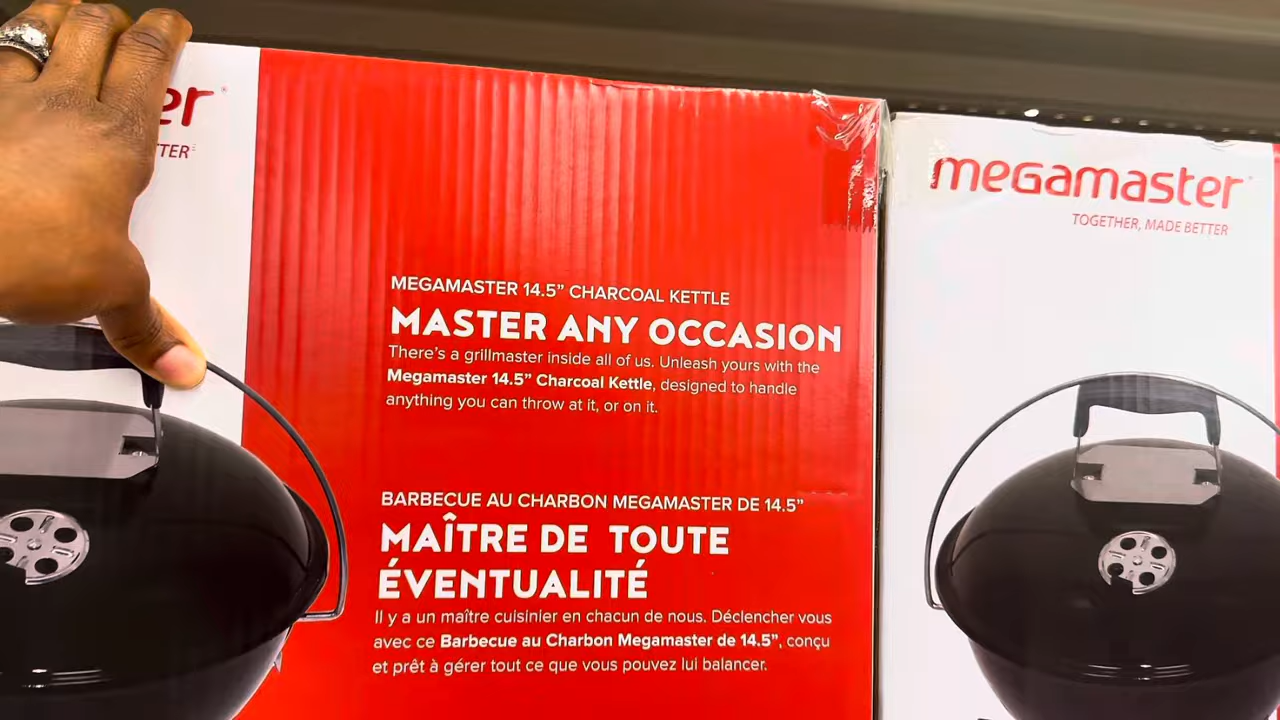 er
TTER
MEGAMASTER 14.5” CHARCOAL KETTLE
MASTER ANY OCCASION
There's a grillmaster inside all of us. Unleash yours with the
Megamaster 14.5” Charcoal Kettle, designed to handle
anything you can throw at it, or on it.
BARBECUE AU CHARBON MEGAMASTER DE 14.5”
MAÎTRE DE TOUTE
ÉVENTUALITÉ
Il y a un maître cuisinier en chacun de nous. Déclencher vous
avec ce Barbecue au Charbon Megamaster de 14.5”, conçu
et prêt à gérer tout ce que vous pouvez lui balancer.
megamaster
TOGETHER, MADE BETTER